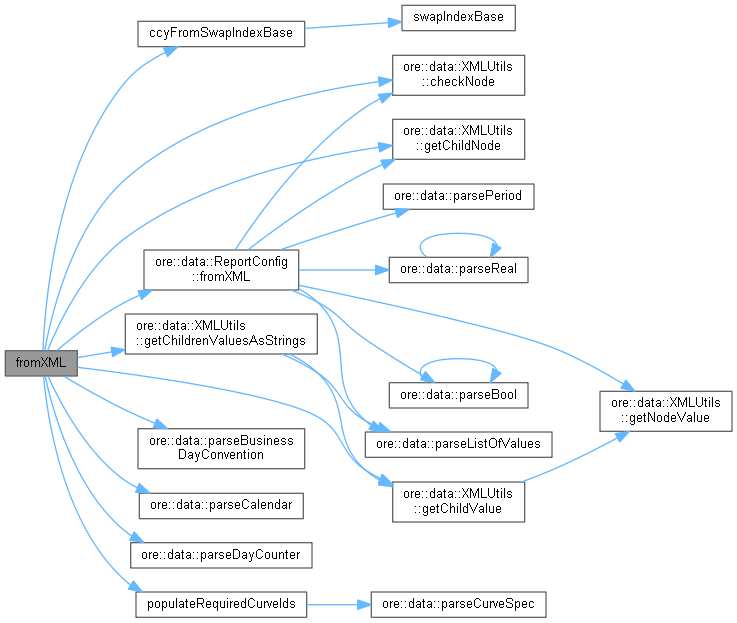 swapIndexBase
ccyFromSwapIndexBase
ore::data::XMLUtils
::checkNode
ore::data::XMLUtils
::getChildNode
ore::data::parsePeriod
ore::data::ReportConfig
::fromXML
ore::data::parseReal
ore::data::XMLUtils
::getChildrenValuesAsStrings
fromXML
ore::data::parseBool
ore::data::XMLUtils
::getNodeValue
ore::data::parseBusiness
DayConvention
ore::data::parseListOfValues
ore::data::XMLUtils
::getChildValue
ore::data::parseCalendar
ore::data::parseDayCounter
populateRequiredCurveIds
ore::data::parseCurveSpec